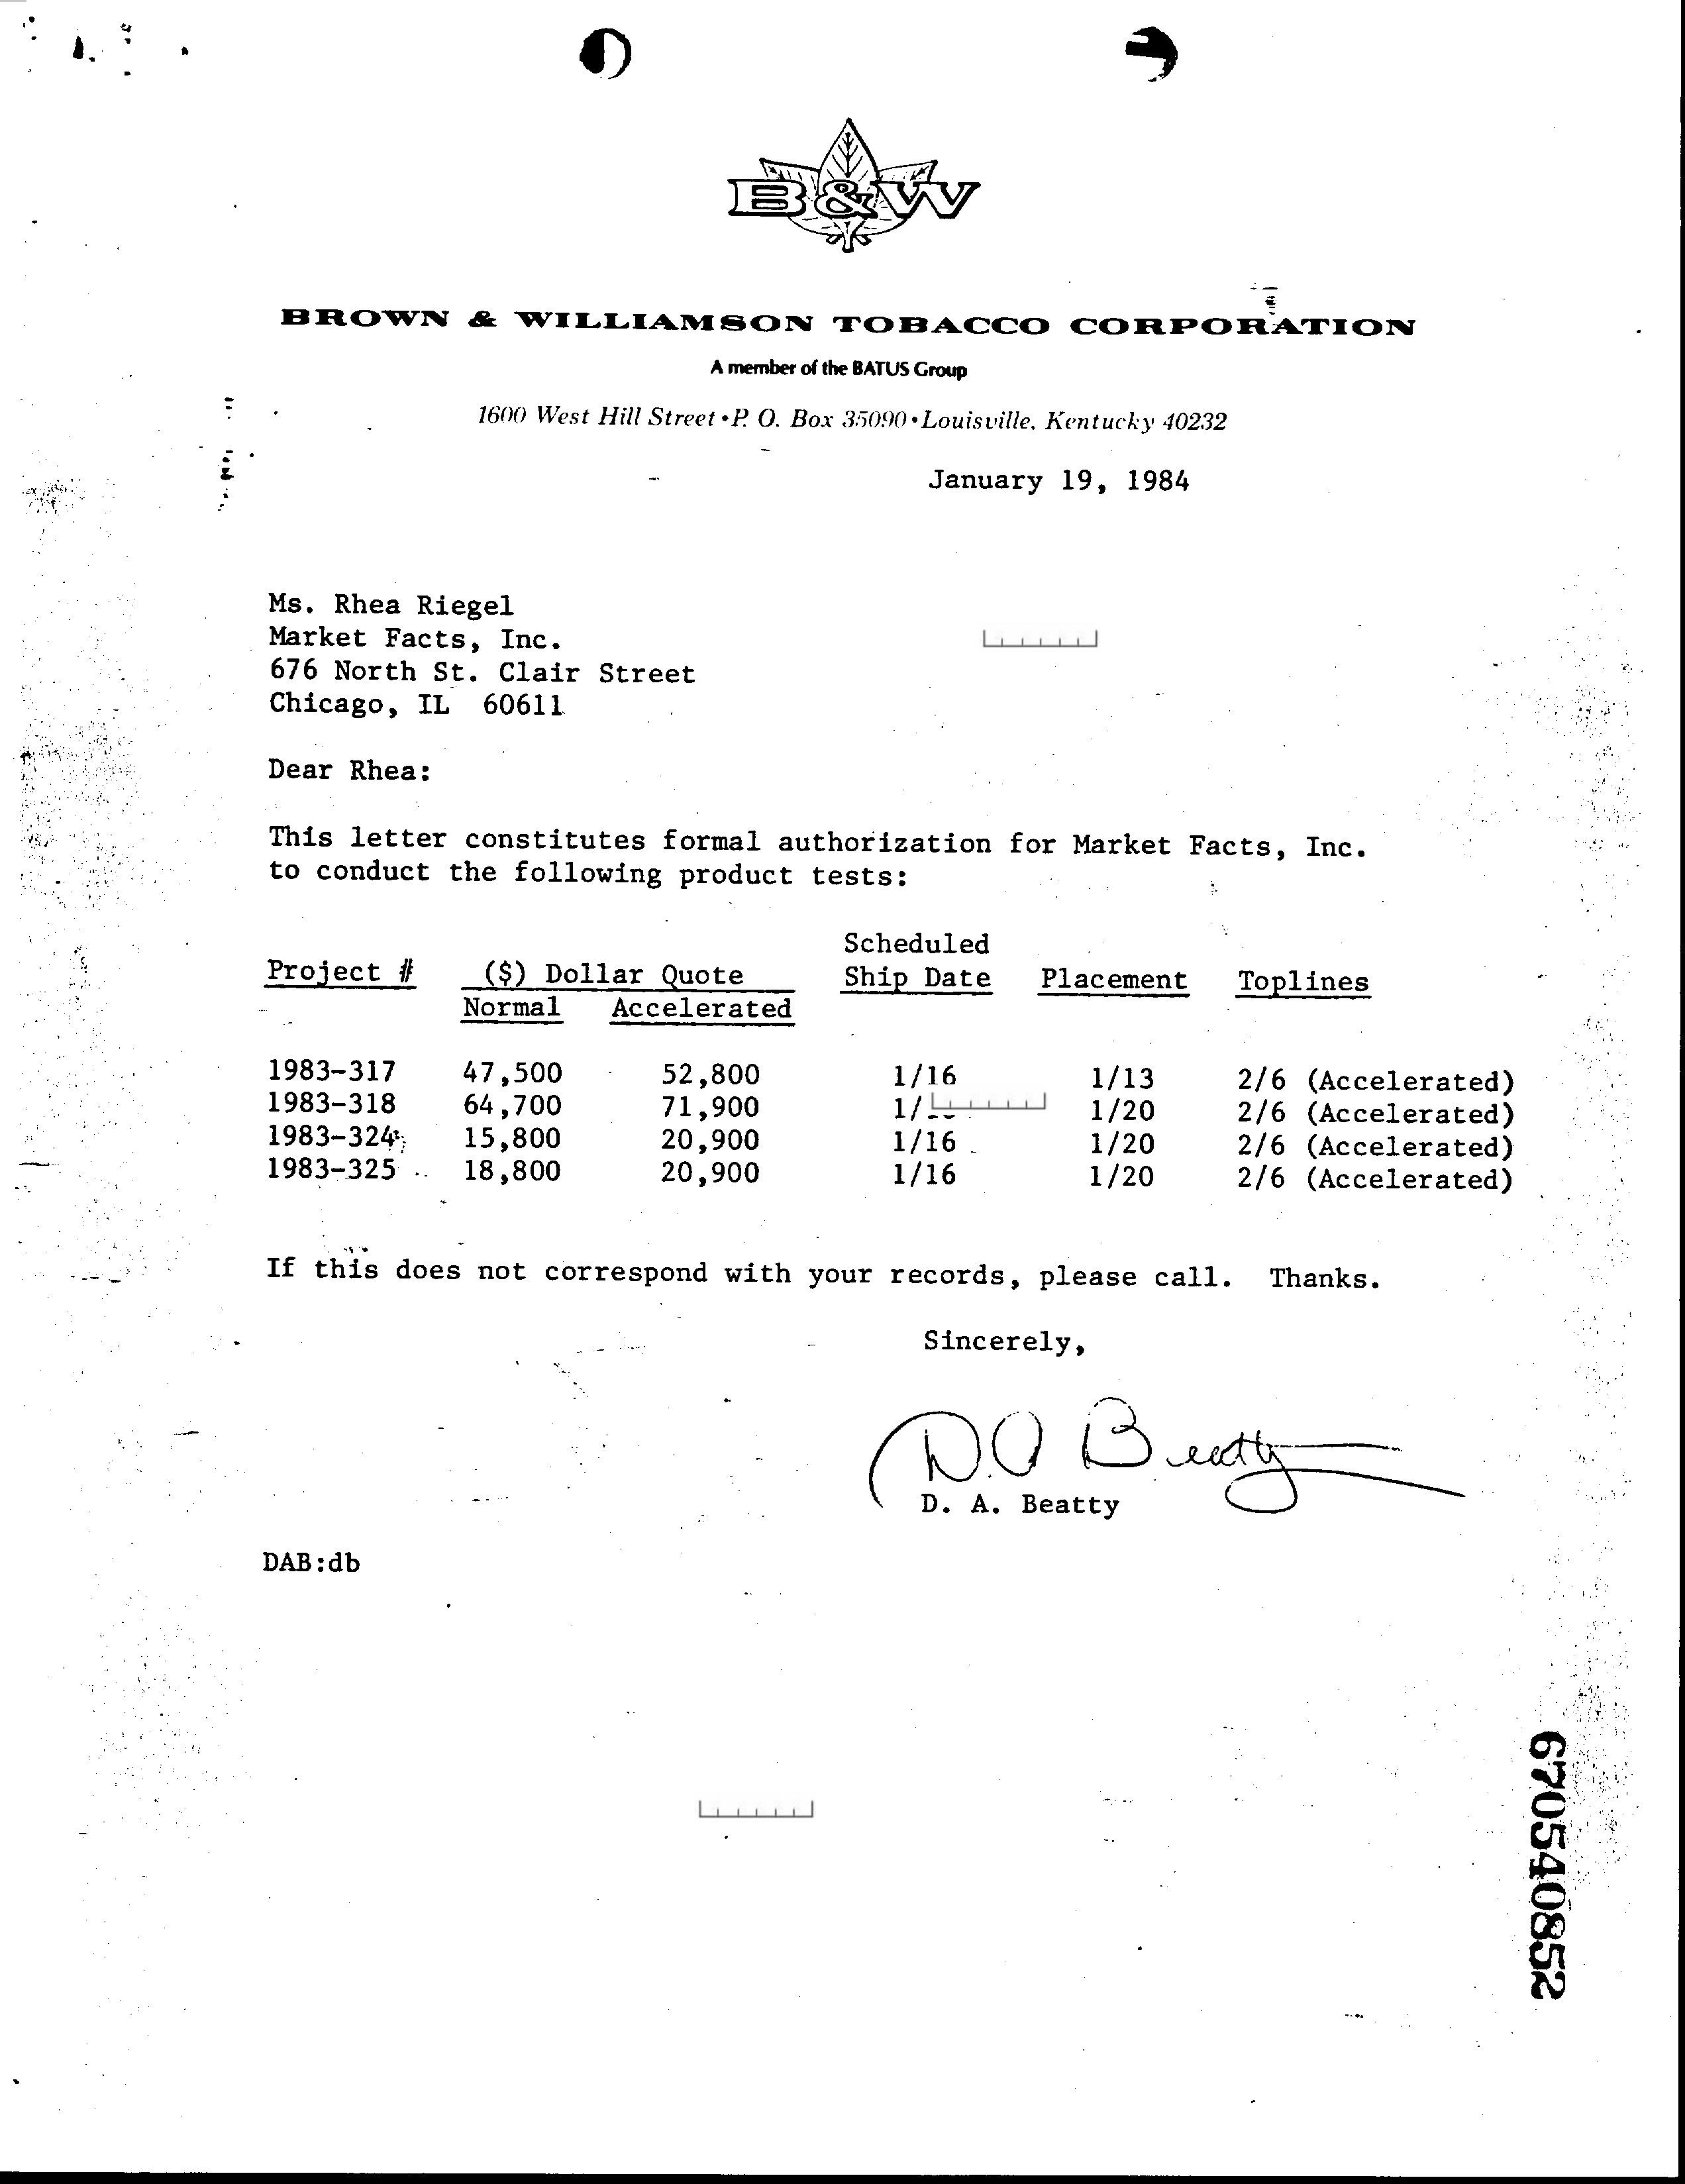 B&W
BROWN & WILLIAMSON TOBACCO CORPORATION
A member of the BATUS Group
1600 West Hill Street • P. O. Box 35090 • Louisville, Kentucky 40232
January 19, 1984
Ms. Rhea Riegel
Market Facts, Inc.
676 North St. Clair Street
Chicago, IL 60611
Dear Rhea:
This letter constitutes formal authorization for Market Facts, Inc.
to conduct the following product tests:
Scheduled
Project # ($) Dollar Quote Ship Date Placement Toplines
Normal Accelerated
1983-317 47,500 52,800 1/16 1/13 2/6 (Accelerated)
1983-318 64,700 71,900 1/ 1/20 2/6 (Accelerated)
1983-324 15,800 20,900 1/16 1/20 2/6 (Accelerated)
1983-325 18,800 20,900 1/16 1/20 2/6 (Accelerated)
If this does not correspond with your records, please call. Thanks.
Sincerely,
D.A Beatty
D. A. Beatty
DAB:db
670540852